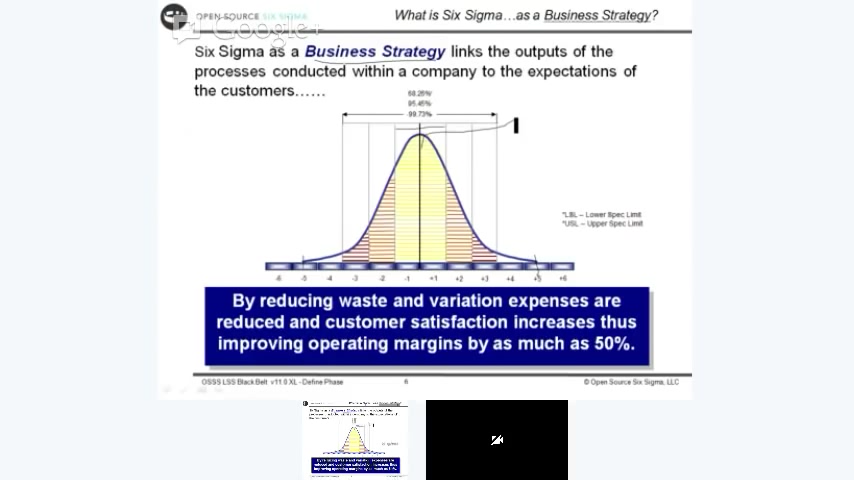 OPEN SOURCE SIX SIGMA
What is Six Sigma…as a Business Strategy?
Google+
Six Sigma as a Business Strategy links the outputs of the
processes conducted within a company to the expectations of
the customers……
68.26%
95.45%
99.73%
*LSL – Lower Spec Limit
*USL – Upper Spec Limit
-6 -5 -4 -3 -2 -1 +1 +2 +3 +4 +5 +6
By reducing waste and variation expenses are
reduced and customer satisfaction increases thus
improving operating margins by as much as 50%.
OSSS LSS Black Belt v11.0 XL - Define Phase 6 © Open Source Six Sigma, LLC